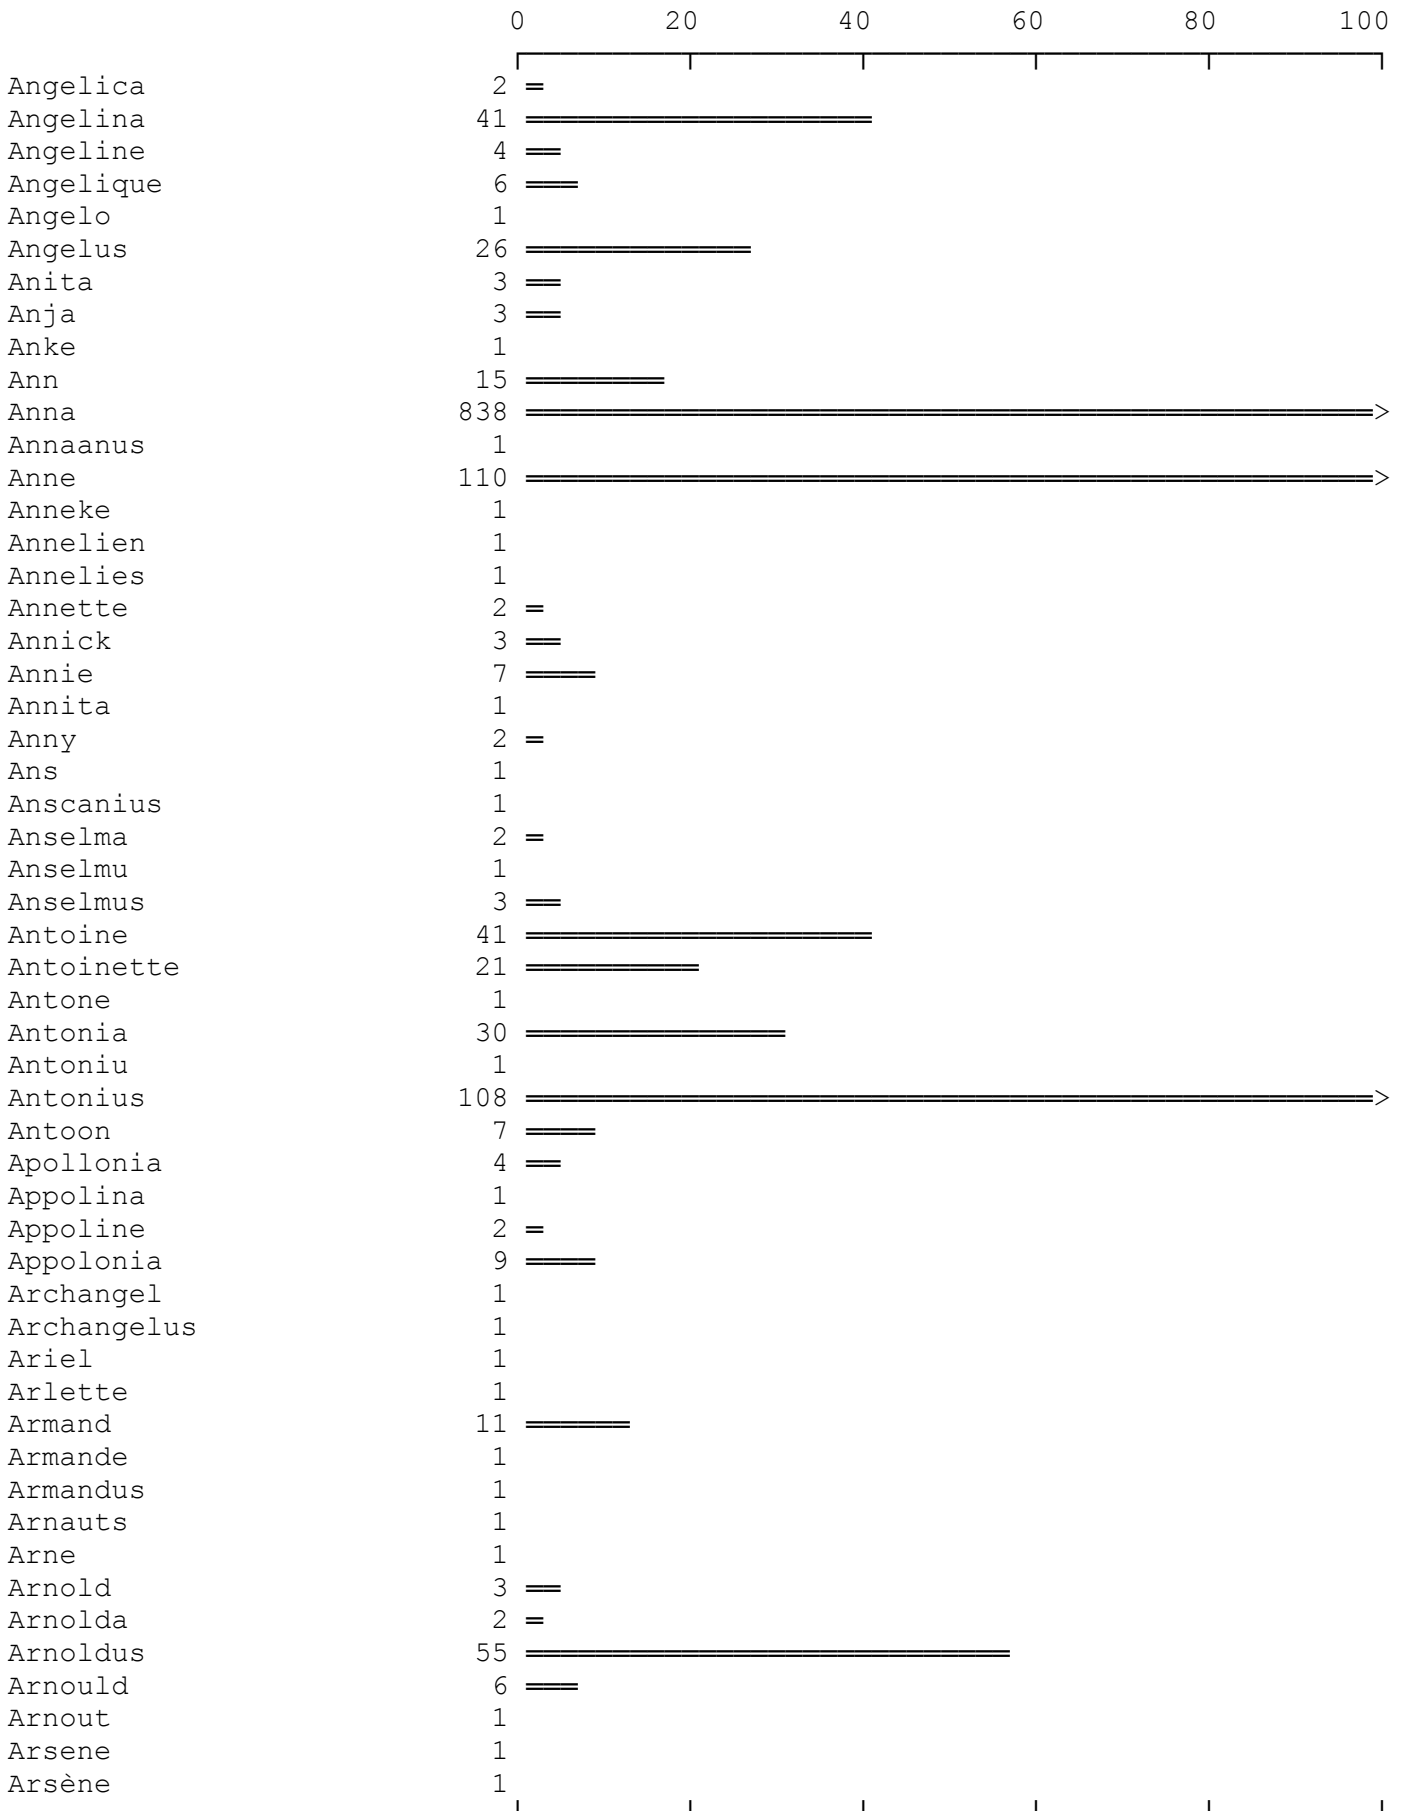 0 20 40 60 80 100
Angelica 2
Angelina 41
Angeline 4
Angelique 6
Angelo 1
Angelus 26
Anita 3
Anja 3
Anke 1
Ann 15
Anna 838 >
Annaanus 1
Anne 110 >
Anneke 1
Annelien 1
Annelies 1
Annette 2
Annick 3
Annie 7
Annita 1
Anny 2
Ans 1
Anscanius 1
Anselma 2
Anselmu 1
Anselmus 3
Antoine 41
Antoinette 21
Antone 1
Antonia 30
Antoniu 1
Antonius 108 >
Antoon 7
Apollonia 4
Appolina 1
Appoline 2
Appolonia 9
Archangel 1
Archangelus 1
Ariel 1
Arlette 1
Armand 11
Armande 1
Armandus 1
Arnauts 1
Arne 1
Arnold 3
Arnolda 2
Arnoldus 55
Arnould 6
Arnout 1
Arsene 1
Arsène 1